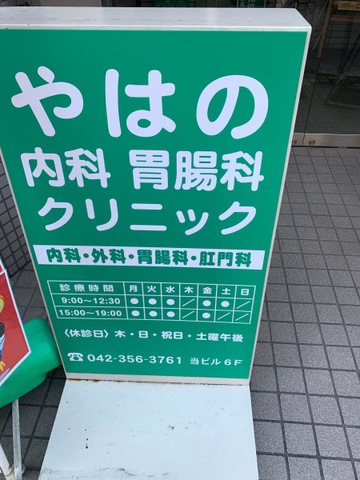 やはの
内科 胃腸科
クリニック
内科・外科・胃腸科・肛門科
診療時間 月 火 水 木 金 土 日
9:00〜12:30 ● ● ● ／ ● ● ／
15:00〜19:00 ● ● ● ／ ● ／ ／
〈休診日〉木・日・祝日・土曜午後
☎042-356-3761 当ビル6F